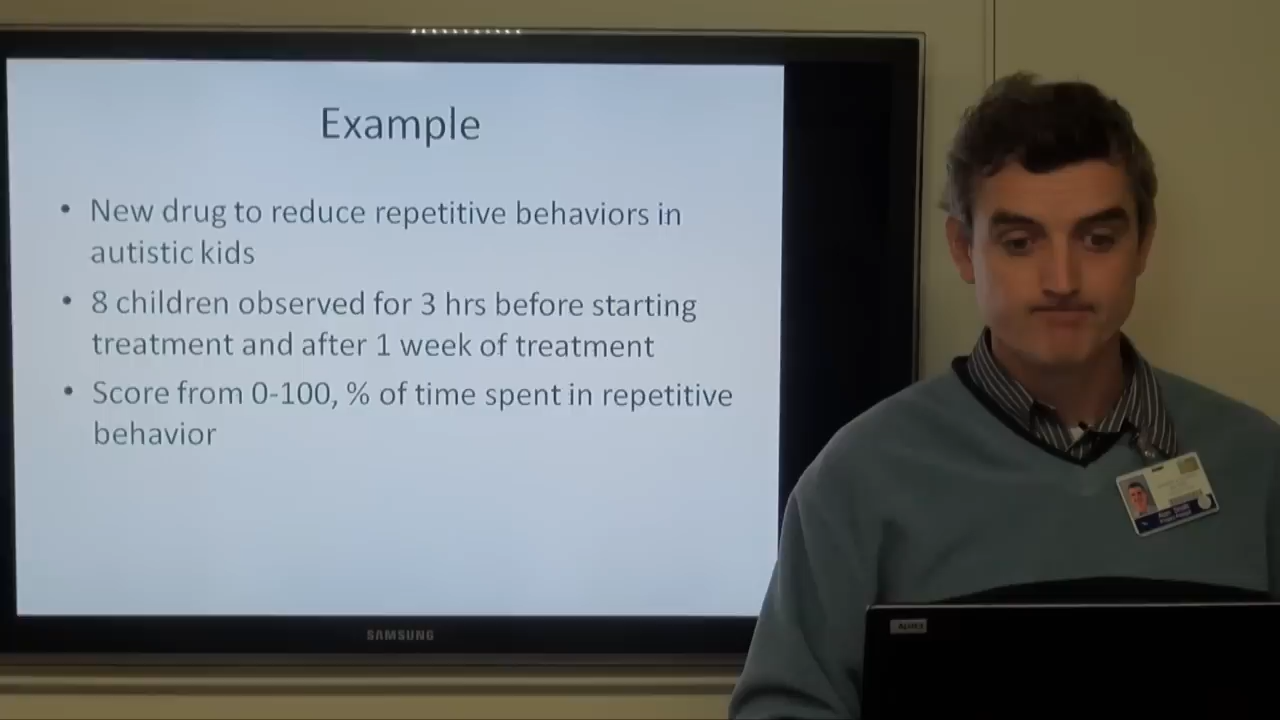 Example
• New drug to reduce repetitive behaviors in
autistic kids
• 8 children observed for 3 hrs before starting
treatment and after 1 week of treatment
• Score from 0-100, % of time spent in repetitive
behavior
SAMSUNG